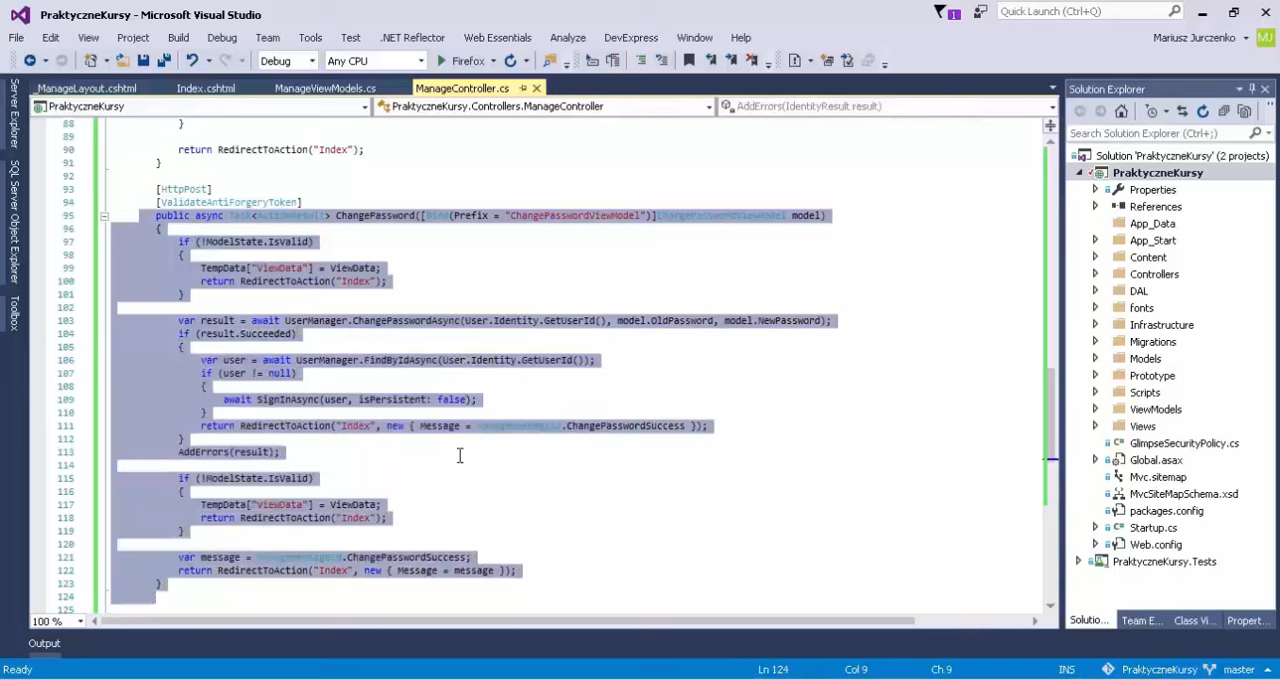 PraktyczneKursy - Microsoft Visual Studio
1
Quick Launch (Ctrl+Q)
File Edit View Project Build Debug Team Tools Test .NET Reflector Web Essentials Analyze DevExpress Window Help
Mariusz Jurczenko MJ
Debug Any CPU Firefox
_ManageLayout.cshtml Index.cshtml ManageViewModels.cs ManageController.cs
PraktyczneKursy PraktyczneKursy.Controllers.ManageController AddErrors(IdentityResult result)
Server Explorer
SQL Server Object Explorer
Toolbox
88 }
89
90 return RedirectToAction("Index");
91 }
92
93 [HttpPost]
94 [ValidateAntiForgeryToken]
95 public async Task<ActionResult> ChangePassword([Bind(Prefix = "ChangePasswordViewModel")]ChangePasswordViewModel model)
96 {
97 if (!ModelState.IsValid)
98 {
99 TempData["ViewData"] = ViewData;
100 return RedirectToAction("Index");
101 }
102
103 var result = await UserManager.ChangePasswordAsync(User.Identity.GetUserId(), model.OldPassword, model.NewPassword);
104 if (result.Succeeded)
105 {
106 var user = await UserManager.FindByIdAsync(User.Identity.GetUserId());
107 if (user != null)
108 {
109 await SignInAsync(user, isPersistent: false);
110 }
111 return RedirectToAction("Index", new { Message = ManageMessageId.ChangePasswordSuccess });
112 }
113 AddErrors(result);
114
115 if (!ModelState.IsValid)
116 {
117 TempData["ViewData"] = ViewData;
118 return RedirectToAction("Index");
119 }
120
121 var message = ManageMessageId.ChangePasswordSuccess;
122 return RedirectToAction("Index", new { Message = message });
123 }
124
125
100 %
Solution Explorer
Search Solution Explorer (Ctrl+;)
Solution 'PraktyczneKursy' (2 projects)
PraktyczneKursy
Properties
References
App_Data
App_Start
Content
Controllers
DAL
fonts
Infrastructure
Migrations
Models
Prototype
Scripts
ViewModels
Views
GlimpseSecurityPolicy.cs
Global.asax
Mvc.sitemap
MvcSiteMapSchema.xsd
packages.config
Startup.cs
Web.config
PraktyczneKursy.Tests
Solutio... Team E... Class Vi... Propert...
Output
Ready Ln 124 Col 9 Ch 9 INS PraktyczneKursy master